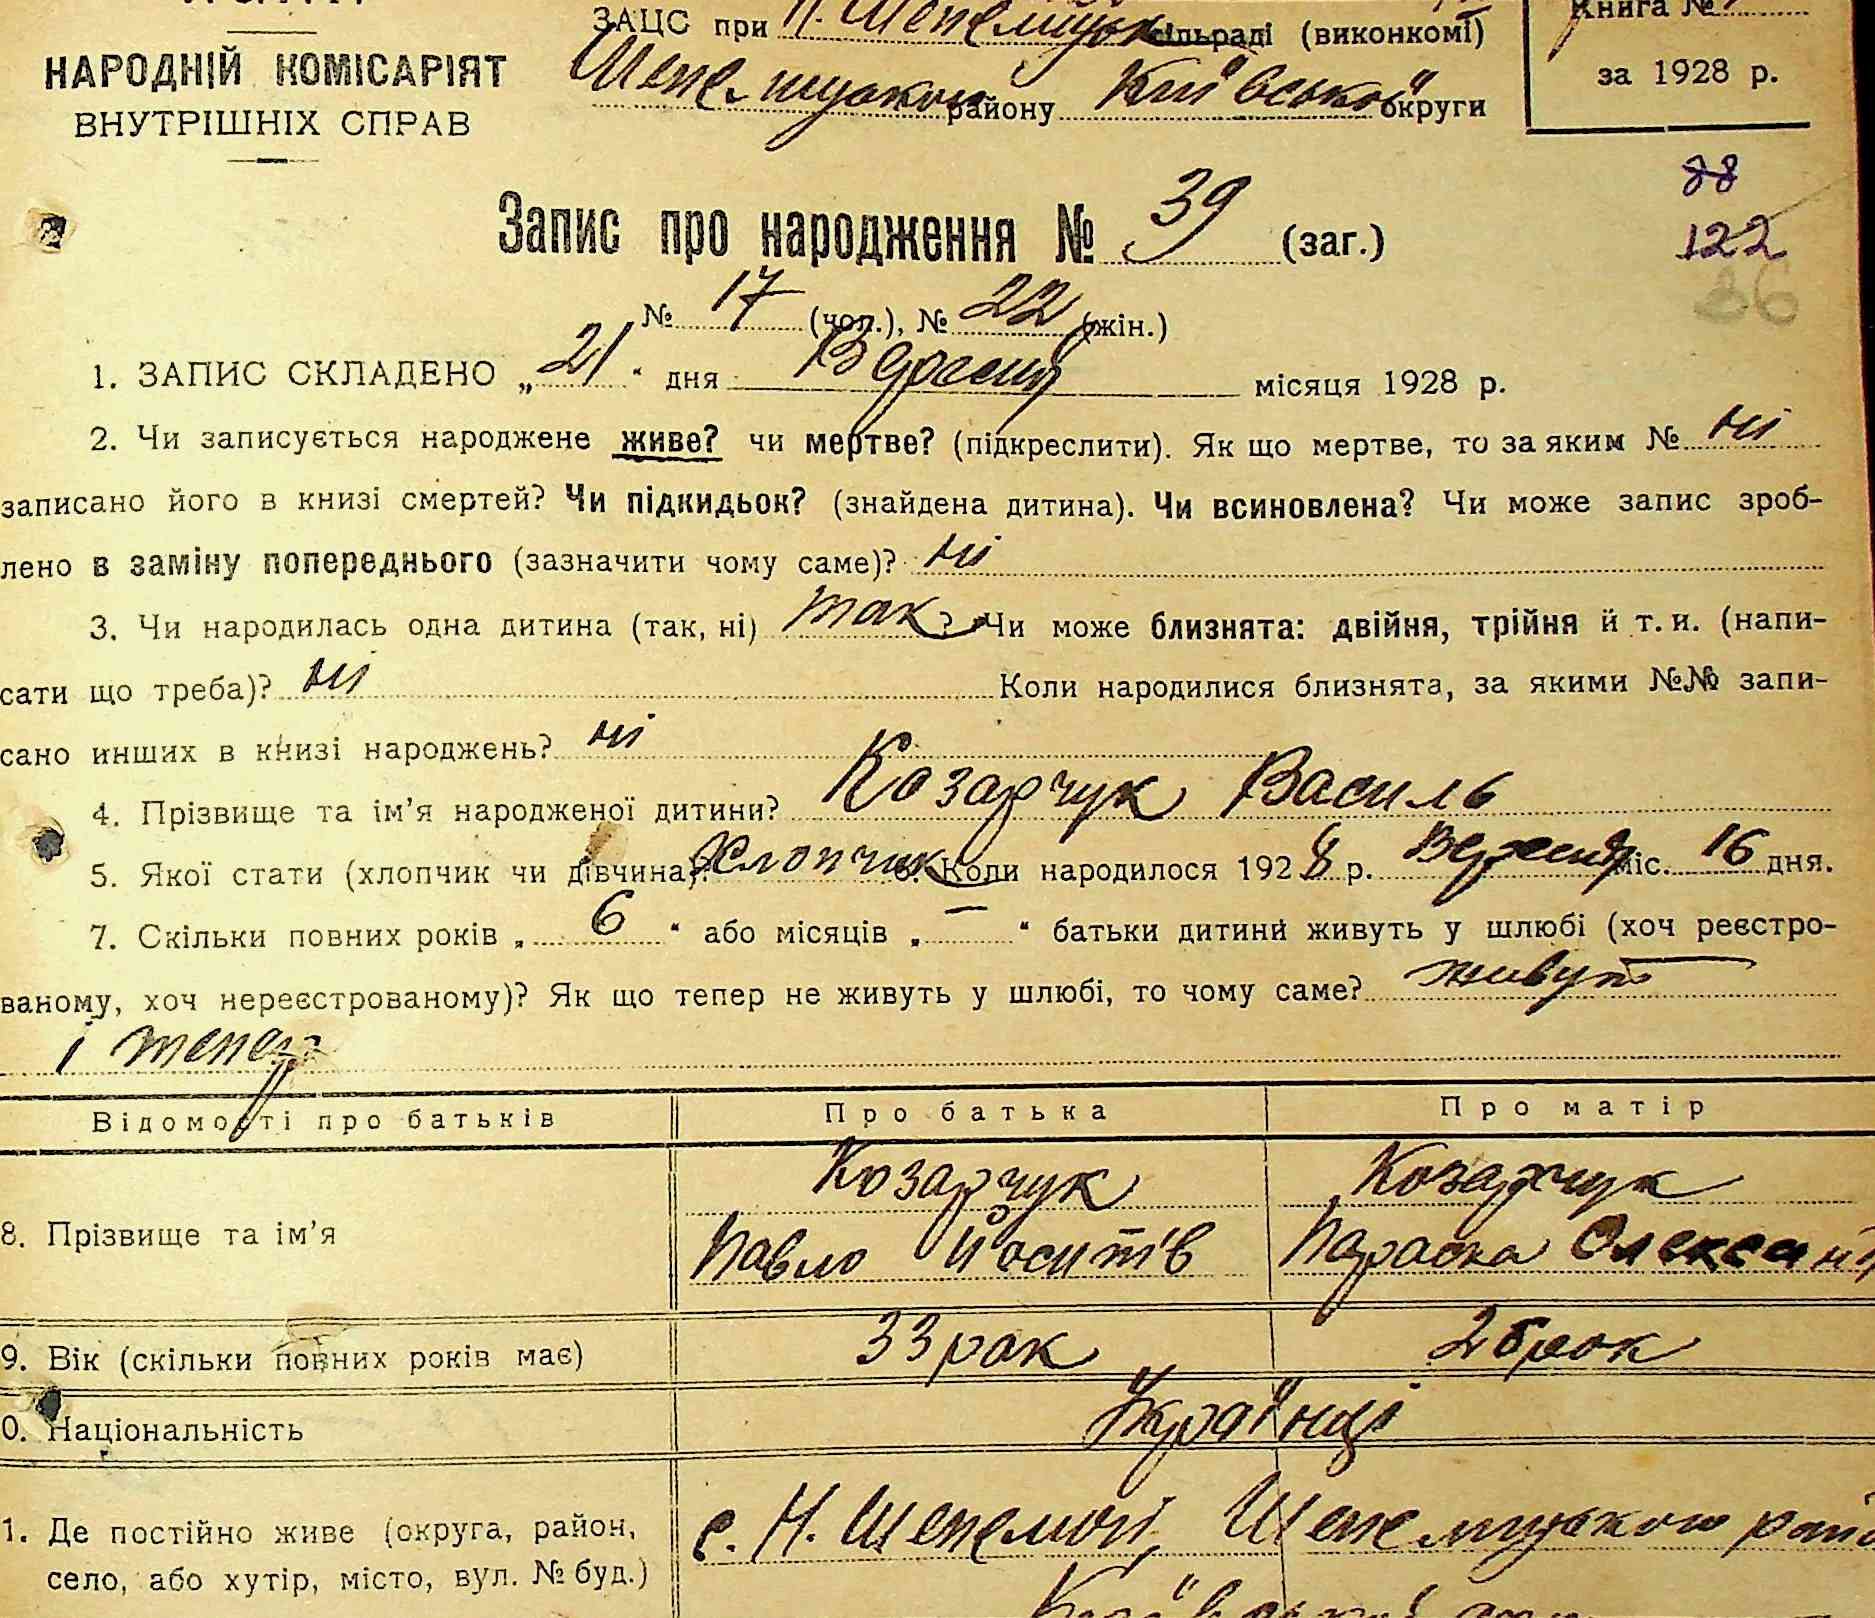 ЗАЦС при Н. Шепелицьк сільраді (виконкомі)
Книга №
НАРОДНІЙ КОМІСАРІЯТ
ВНУТРІШНІХ СПРАВ
Шепелицького району Київської округи
за 1928 р.
88
122
86
Запис про народження № 39 (заг.)
№ 17 (чол.), № 22 (жін.)
1. ЗАПИС СКЛАДЕНО „21“ дня Вересня місяця 1928 р.
2. Чи записується народжене живе? чи мертве? (підкреслити). Як що мертве, то за яким № ні
записано його в книзі смертей? Чи підкидьок? (знайдена дитина). Чи всиновлена? Чи може запис зроб-
лено в заміну попереднього (зазначити чому саме)? ні
3. Чи народилась одна дитина (так, ні) так? Чи може близнята: двійня, трійня й т. и. (напи-
сати що треба)? ні Коли народилися близнята, за якими №№ запи-
сано инших в книзі народжень? ні
4. Прізвище та ім’я народженої дитини? Козарчук Василь
5. Якої стати (хлопчик чи дівчина)? Хлопчик 6. Коли народилося 1928 р. Вересня міс. 16 дня.
7. Скільки повних років „ 6 “ або місяців „ — “ батьки дитини живуть у шлюбі (хоч реєстро-
ваному, хоч нереєстрованому)? Як що тепер не живуть у шлюбі, то чому саме? живуть
і тепер
Відомості про батьків Про батька Про матір
Козарчук Козарчук
8. Прізвище та ім’я Павло Йосипів Параска Олексан
9. Вік (скільки повних років має) 33 рок 26 рок
0. Національність Українці
1. Де постійно живе (округа, район, с. Н. Шепеличі, Шепелицького рай
село, або хутір, місто, вул. № буд.)
Київської окр